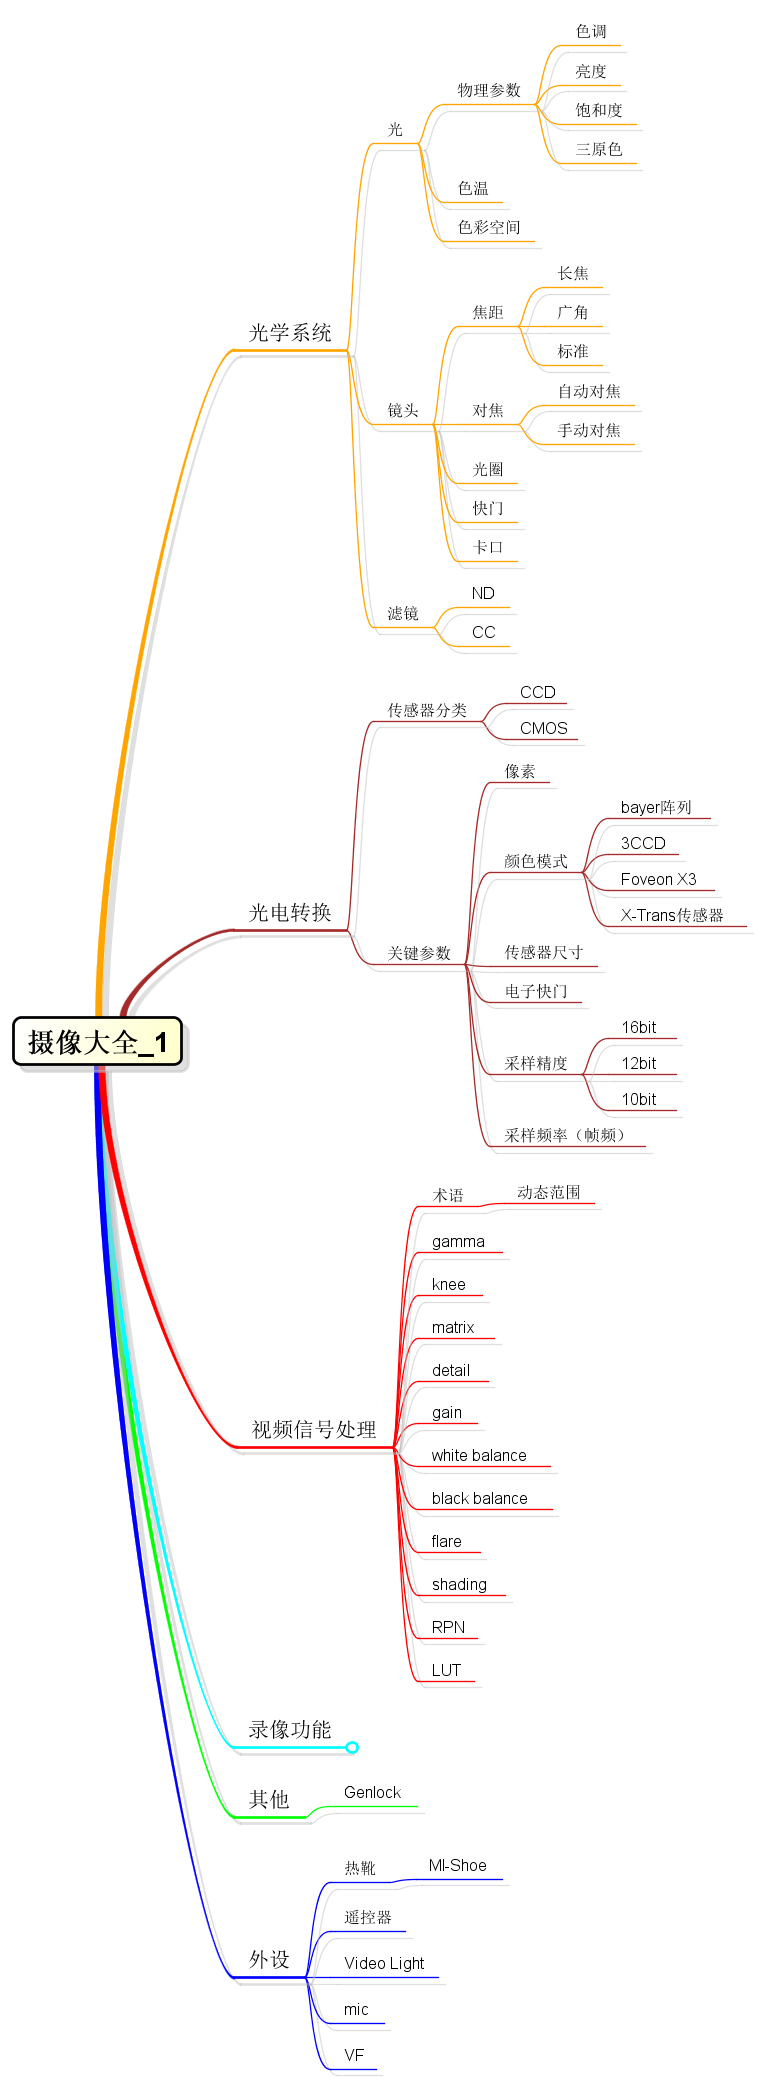 摄像大全_1
光学系统
光
物理参数
色调
亮度
饱和度
三原色
色温
色彩空间
镜头
焦距
长焦
广角
标准
对焦
自动对焦
手动对焦
光圈
快门
卡口
滤镜
ND
CC
光电转换
传感器分类
CCD
CMOS
关键参数
像素
颜色模式
bayer阵列
3CCD
Foveon X3
X-Trans传感器
传感器尺寸
电子快门
采样精度
16bit
12bit
10bit
采样频率（帧频）
视频信号处理
术语
动态范围
gamma
knee
matrix
detail
gain
white balance
black balance
flare
shading
RPN
LUT
录像功能
其他
Genlock
外设
热靴
MI-Shoe
遥控器
Video Light
mic
VF